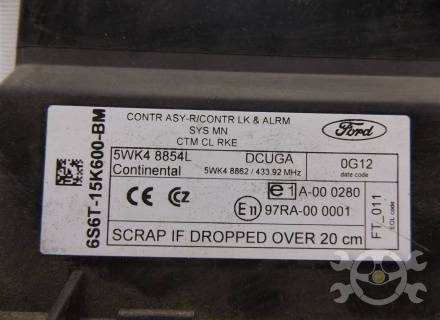 CONTR ASY-R/CONTR LK & ALRM
SYS MN
CTM CL RKE
Ford
6S6T-15K600-BM
5WK4 8854L DCUGA 0G12
Continental 5WK4 8862 / 433.92 MHz date code
CE e1 A-00 0280
E11 97RA-00 0001
FT_011
SCRAP IF DROPPED OVER 20 cm